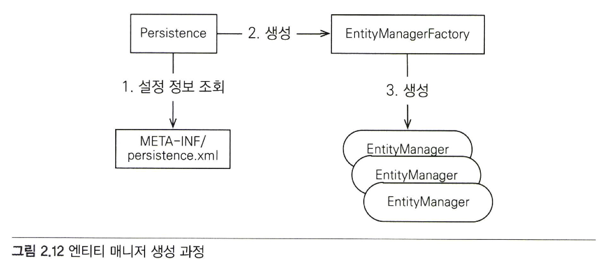 Persistence
2. 생성
EntityManagerFactory
1. 설정 정보 조회
3. 생성
META-INF/
persistence.xml
EntityManager
EntityManager
EntityManager
그림 2.12 엔티티 매니저 생성 과정